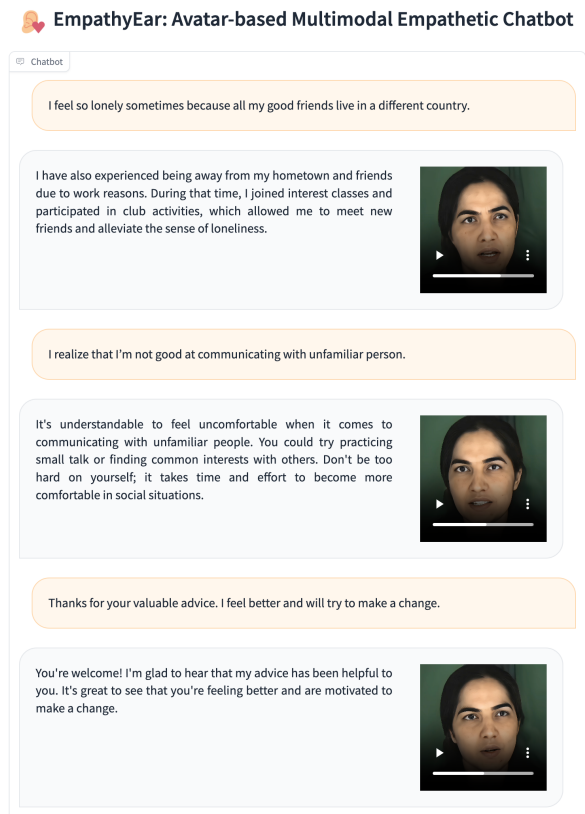 EmpathyEar: Avatar-based Multimodal Empathetic Chatbot
Chatbot
I feel so lonely sometimes because all my good friends live in a different country.
I have also experienced being away from my hometown and friends
due to work reasons. During that time, I joined interest classes and
participated in club activities, which allowed me to meet new
friends and alleviate the sense of loneliness.
I realize that I'm not good at communicating with unfamiliar person.
It's understandable to feel uncomfortable when it comes to
communicating with unfamiliar people. You could try practicing
small talk or finding common interests with others. Don't be too
hard on yourself; it takes time and effort to become more
comfortable in social situations.
Thanks for your valuable advice. I feel better and will try to make a change.
You're welcome! I'm glad to hear that my advice has been helpful to
you. It's great to see that you're feeling better and are motivated to
make a change.